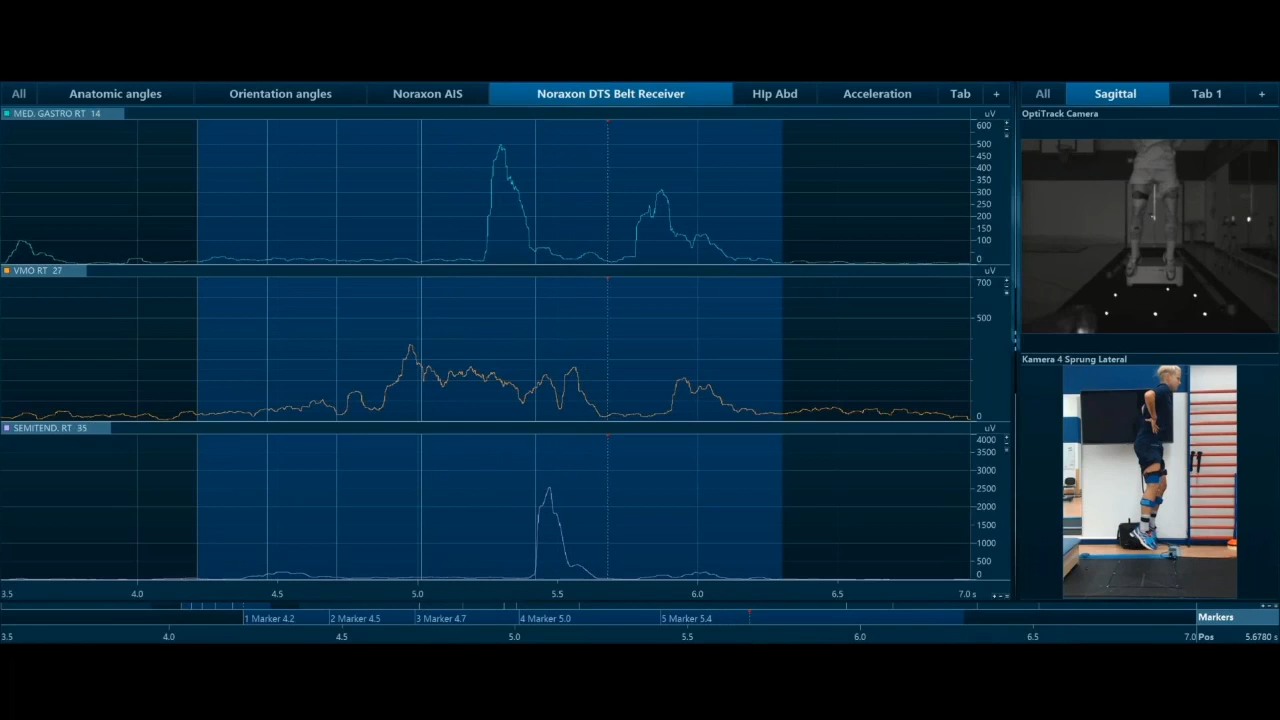 All Anatomic angles Orientation angles Noraxon AIS Noraxon DTS Belt Receiver HIp Abd Acceleration Tab + All Sagittal Tab 1 +
MED. GASTRO RT 14 uV
600
500
450
400
350
300
250
200
150
100
0
VMO RT 27 uV
700
500
0
SEMITEND. RT 35 uV
4000
3500
3000
2500
2000
1500
1000
500
0
3.5 4.0 4.5 5.0 5.5 6.0 6.5 7.0 s
1 Marker 4.2 2 Marker 4.5 3 Marker 4.7 4 Marker 5.0 5 Marker 5.4
3.5 4.0 4.5 5.0 5.5 6.0 6.5 7.0
OptiTrack Camera
Kamera 4 Sprung Lateral
Markers
Pos 5.6780 s